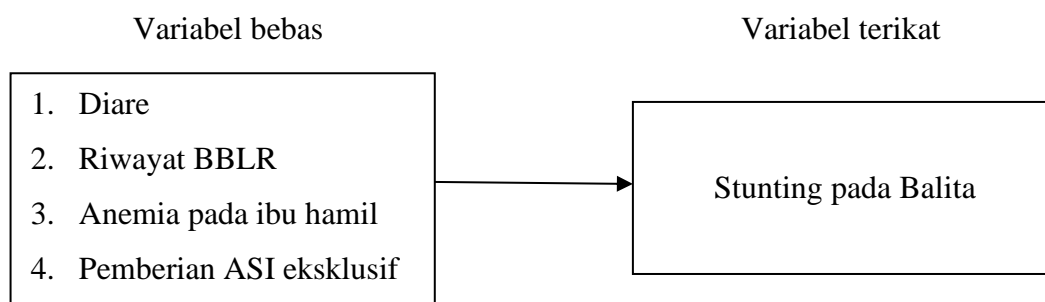 Variabel bebas
Variabel terikat
1. Diare
2. Riwayat BBLR
3. Anemia pada ibu hamil
4. Pemberian ASI eksklusif
Stunting pada Balita